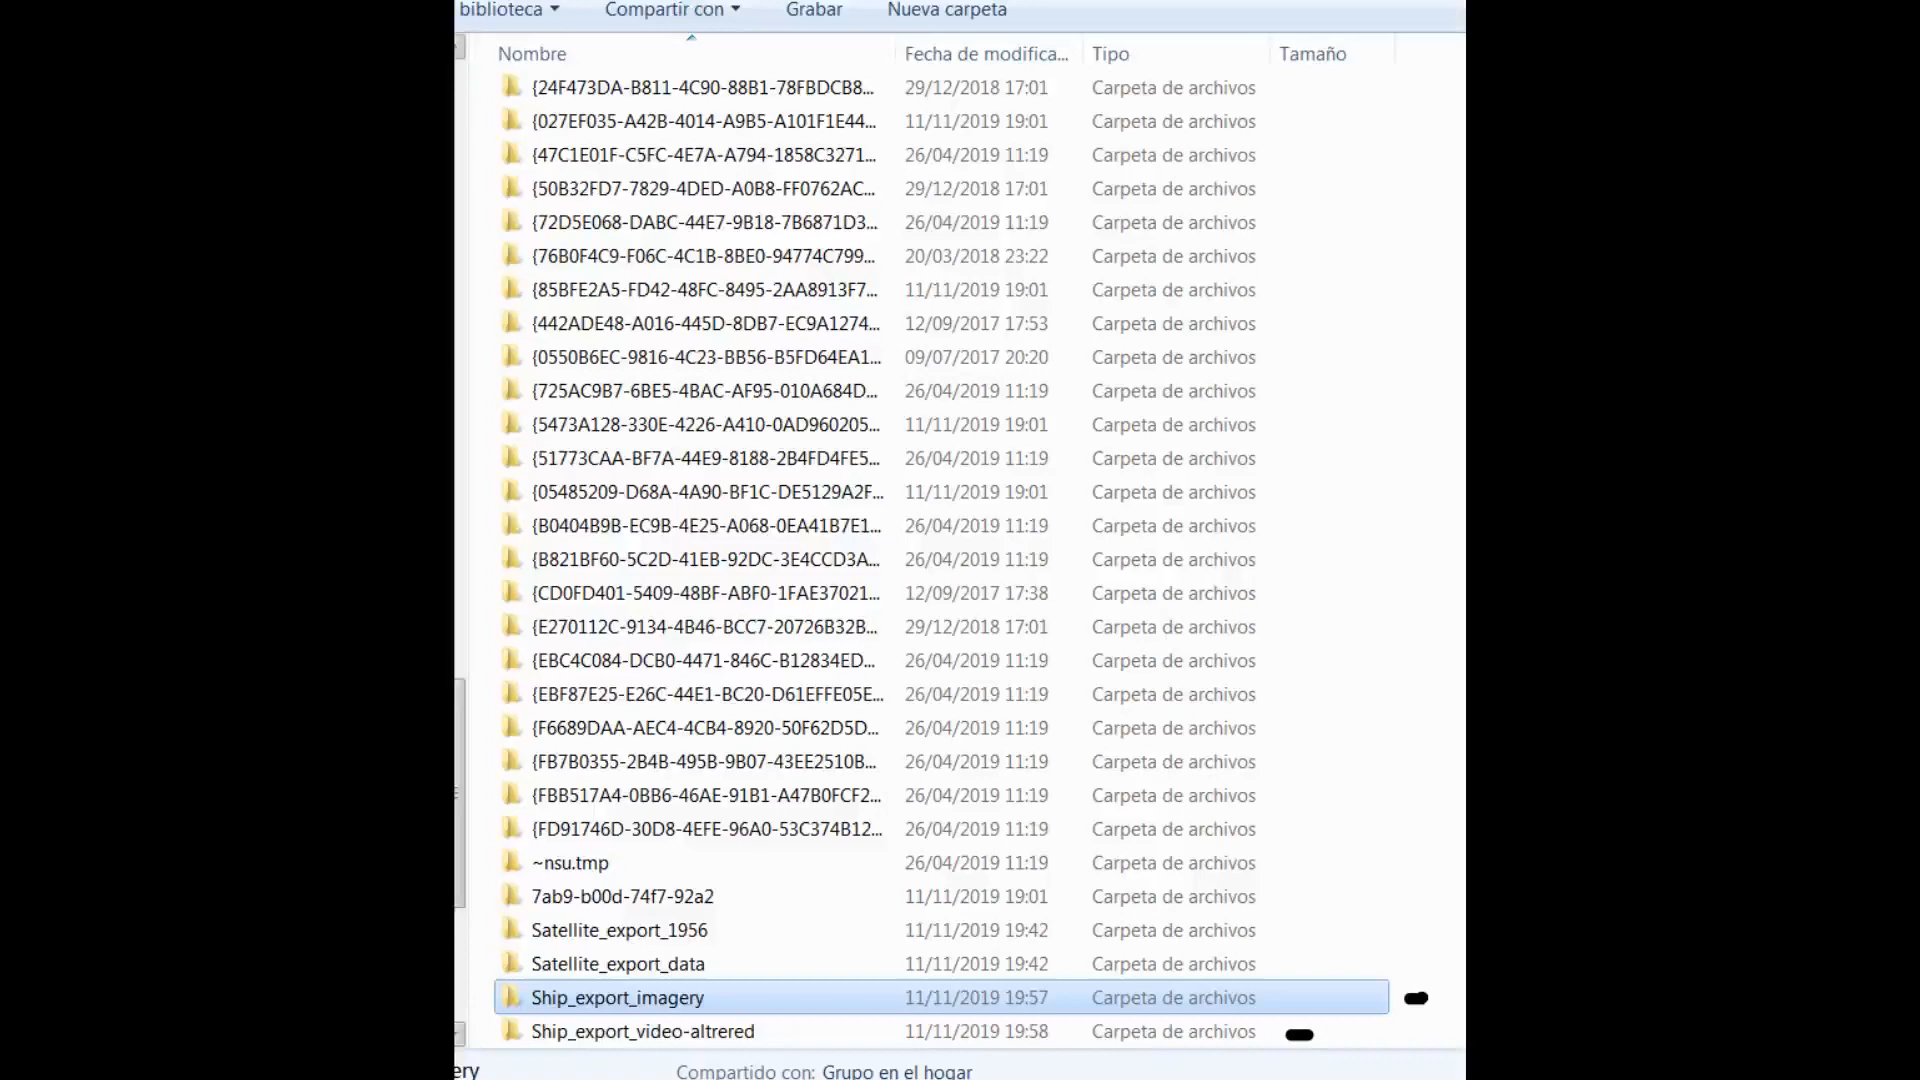 biblioteca Compartir con Grabar Nueva carpeta
Nombre Fecha de modifica... Tipo Tamaño
{24F473DA-B811-4C90-88B1-78FBDCB8... 29/12/2018 17:01 Carpeta de archivos
{027EF035-A42B-4014-A9B5-A101F1E44... 11/11/2019 19:01 Carpeta de archivos
{47C1E01F-C5FC-4E7A-A794-1858C3271... 26/04/2019 11:19 Carpeta de archivos
{50B32FD7-7829-4DED-A0B8-FF0762AC... 29/12/2018 17:01 Carpeta de archivos
{72D5E068-DABC-44E7-9B18-7B6871D3... 26/04/2019 11:19 Carpeta de archivos
{76B0F4C9-F06C-4C1B-8BE0-94774C799... 20/03/2018 23:22 Carpeta de archivos
{85BFE2A5-FD42-48FC-8495-2AA8913F7... 11/11/2019 19:01 Carpeta de archivos
{442ADE48-A016-445D-8DB7-EC9A1274... 12/09/2017 17:53 Carpeta de archivos
{0550B6EC-9816-4C23-BB56-B5FD64EA1... 09/07/2017 20:20 Carpeta de archivos
{725AC9B7-6BE5-4BAC-AF95-010A684D... 26/04/2019 11:19 Carpeta de archivos
{5473A128-330E-4226-A410-0AD960205... 11/11/2019 19:01 Carpeta de archivos
{51773CAA-BF7A-44E9-8188-2B4FD4FE5... 26/04/2019 11:19 Carpeta de archivos
{05485209-D68A-4A90-BF1C-DE5129A2F... 11/11/2019 19:01 Carpeta de archivos
{B0404B9B-EC9B-4E25-A068-0EA41B7E1... 26/04/2019 11:19 Carpeta de archivos
{B821BF60-5C2D-41EB-92DC-3E4CCD3A... 26/04/2019 11:19 Carpeta de archivos
{CD0FD401-5409-48BF-ABF0-1FAE37021... 12/09/2017 17:38 Carpeta de archivos
{E270112C-9134-4B46-BCC7-20726B32B... 29/12/2018 17:01 Carpeta de archivos
{EBC4C084-DCB0-4471-846C-B12834ED... 26/04/2019 11:19 Carpeta de archivos
{EBF87E25-E26C-44E1-BC20-D61EFFE05E... 26/04/2019 11:19 Carpeta de archivos
{F6689DAA-AEC4-4CB4-8920-50F62D5D... 26/04/2019 11:19 Carpeta de archivos
{FB7B0355-2B4B-495B-9B07-43EE2510B... 26/04/2019 11:19 Carpeta de archivos
{FBB517A4-0BB6-46AE-91B1-A47B0FCF2... 26/04/2019 11:19 Carpeta de archivos
{FD91746D-30D8-4EFE-96A0-53C374B12... 26/04/2019 11:19 Carpeta de archivos
~nsu.tmp 26/04/2019 11:19 Carpeta de archivos
7ab9-b00d-74f7-92a2 11/11/2019 19:01 Carpeta de archivos
Satellite_export_1956 11/11/2019 19:42 Carpeta de archivos
Satellite_export_data 11/11/2019 19:42 Carpeta de archivos
Ship_export_imagery 11/11/2019 19:57 Carpeta de archivos
Ship_export_video-altrered 11/11/2019 19:58 Carpeta de archivos
ery Compartido con: Grupo en el hogar